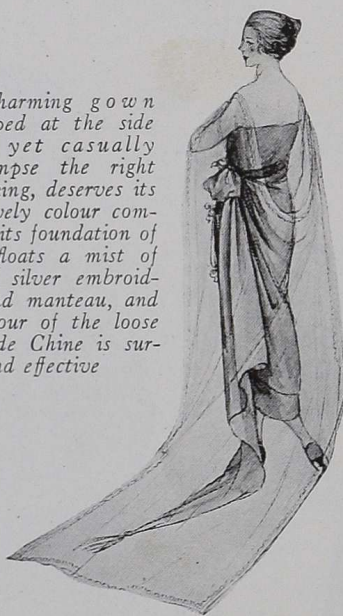 harming gown
ped at the side
yet casually
mpse the right
ing, deserves its
vely colour com-
its foundation of
floats a mist of
silver embroid-
d manteau, and
our of the loose
de Chine is sur-
nd effective